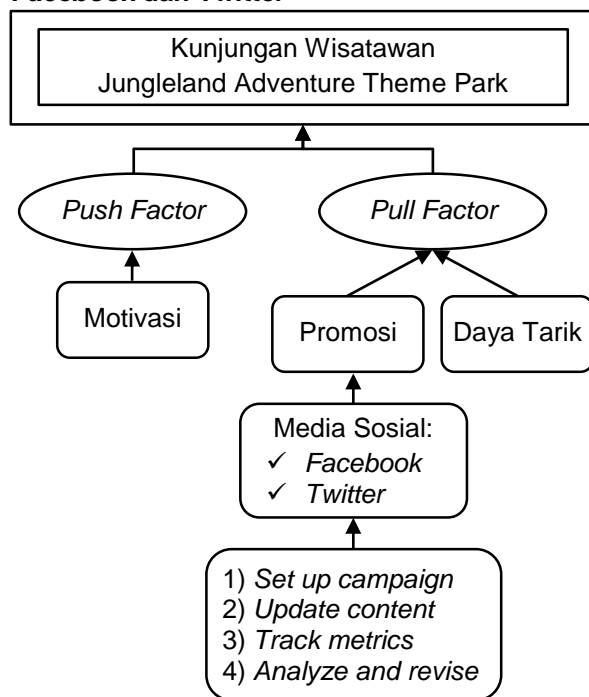 Facebook dan Twitter
Kunjungan Wisatawan
Jungleland Adventure Theme Park
Push Factor
Pull Factor
Motivasi
Promosi
Daya Tarik
Media Sosial:
✓ Facebook
✓ Twitter
1) Set up campaign
2) Update content
3) Track metrics
4) Analyze and revise